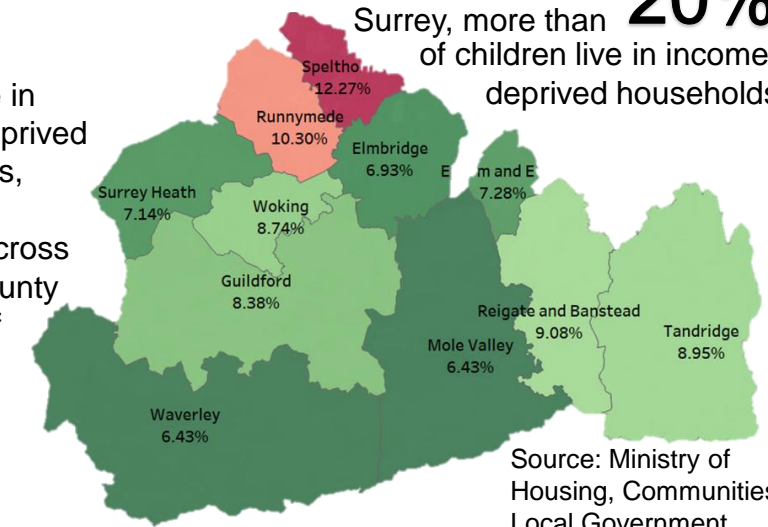 20%
Surrey, more than
of children live in income
deprived households
in
prived
s,
cross
unty
Speltho
12.27%
Runnymede
10.30%
Elmbridge
6.93%
E m and E
7.28%
Surrey Heath
7.14%
Woking
8.74%
Guildford
8.38%
Reigate and Banstead
9.08%
Mole Valley
6.43%
Tandridge
8.95%
Waverley
6.43%
Source: Ministry of
Housing, Communities
Local Government